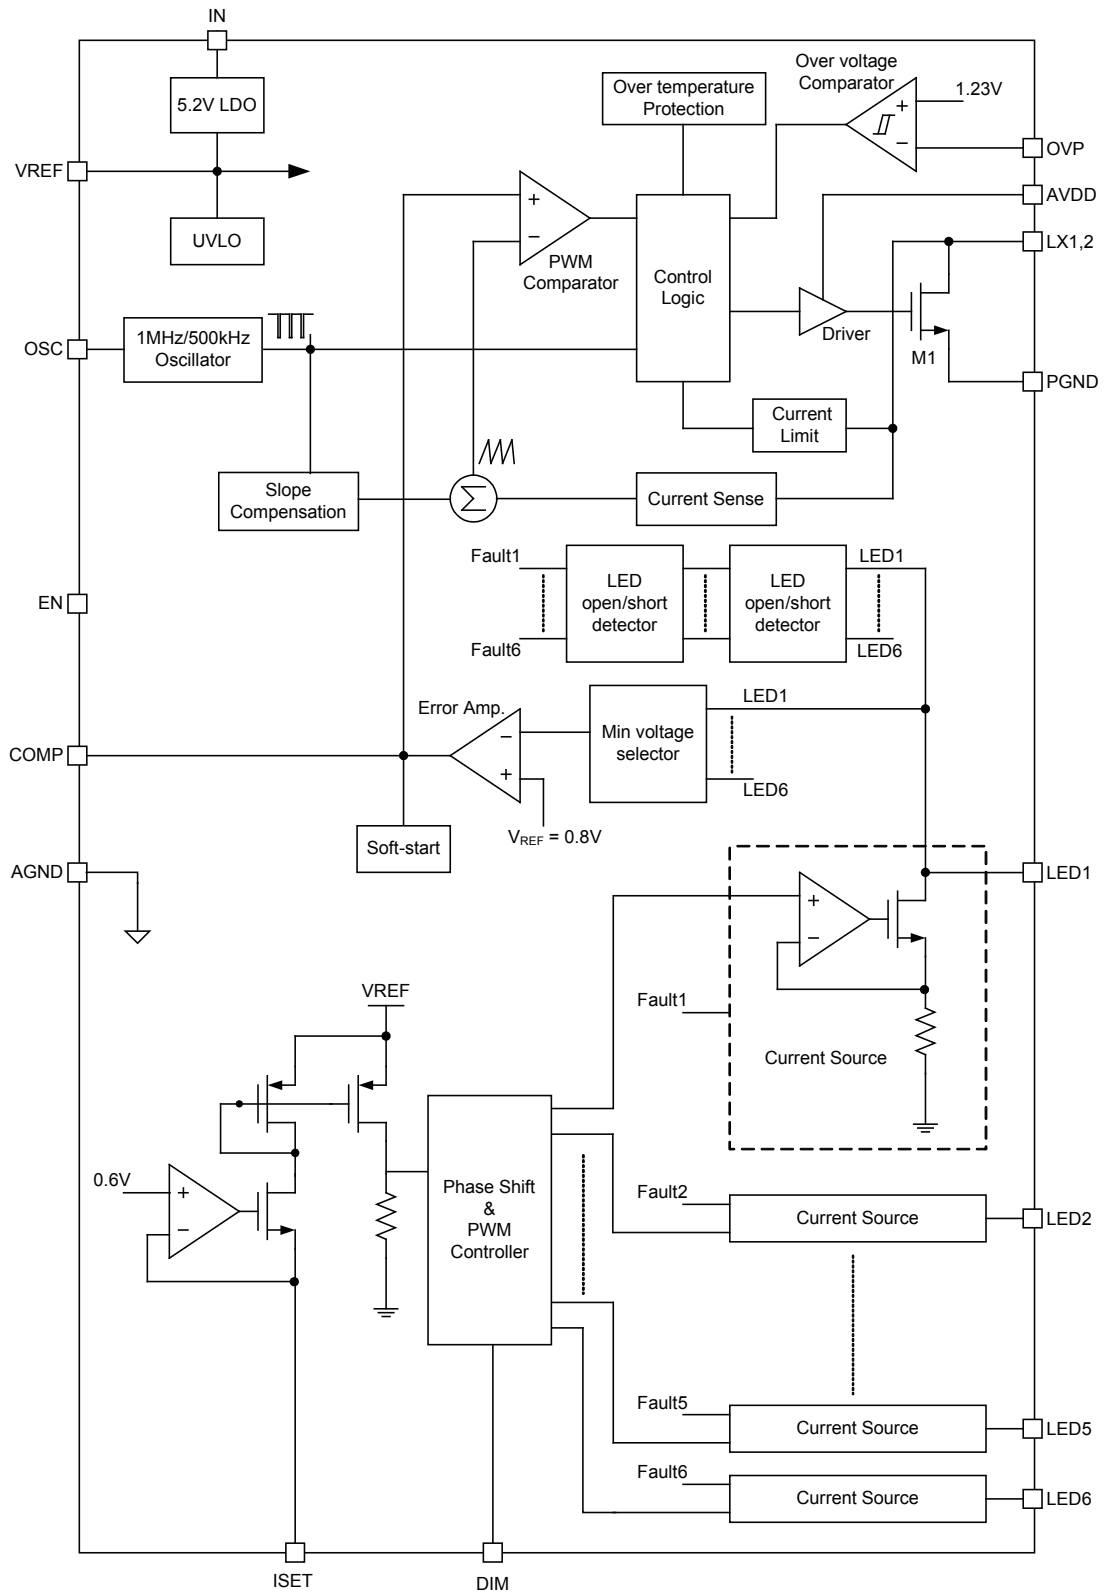 IN
Over voltage
Comparator
Over temperature
Protection
1.23V
5.2V LDO
+
−
OVP
VREF
AVDD
+
UVLO
−
LX1,2
PWM
Comparator
Control
Logic
1MHz/500kHz
Oscillator
OSC
Driver
M1
PGND
Current
Limit
Slope
Compensation
Σ
Current Sense
Fault1
LED
open/short
detector
LED
open/short
detector
LED1
EN
Fault6
LED6
LED1
Error Amp.
−
Min voltage
selector
COMP
+
LED6
VREF = 0.8V
Soft-start
AGND
LED1
+
−
VREF
Fault1
Current Source
0.6V
+
−
Phase Shift
&
PWM
Controller
Fault2
Current Source
LED2
Fault5
Current Source
LED5
Fault6
Current Source
LED6
ISET
DIM